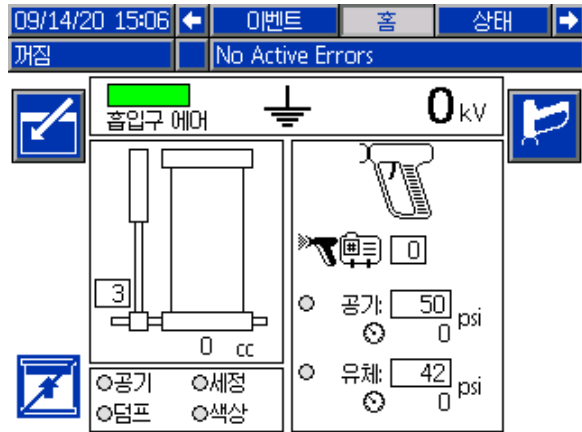 09/14/20 15:06 이벤트 홈 상태
꺼짐 No Active Errors
흡입구 에어 0 kV
3
0 cc
공기 세정
덤프 색상
# 0
공기: 50 psi
0
유체: 42 psi
0